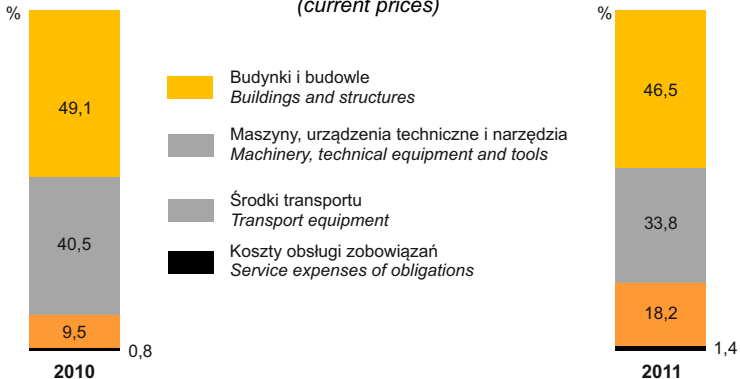 (current prices)
%
49,1
40,5
9,5
0,8
2010
Budynki i budowle
Buildings and structures
Maszyny, urządzenia techniczne i narzędzia
Machinery, technical equipment and tools
Środki transportu
Transport equipment
Koszty obsługi zobowiązań
Service expenses of obligations
%
46,5
33,8
18,2
1,4
2011